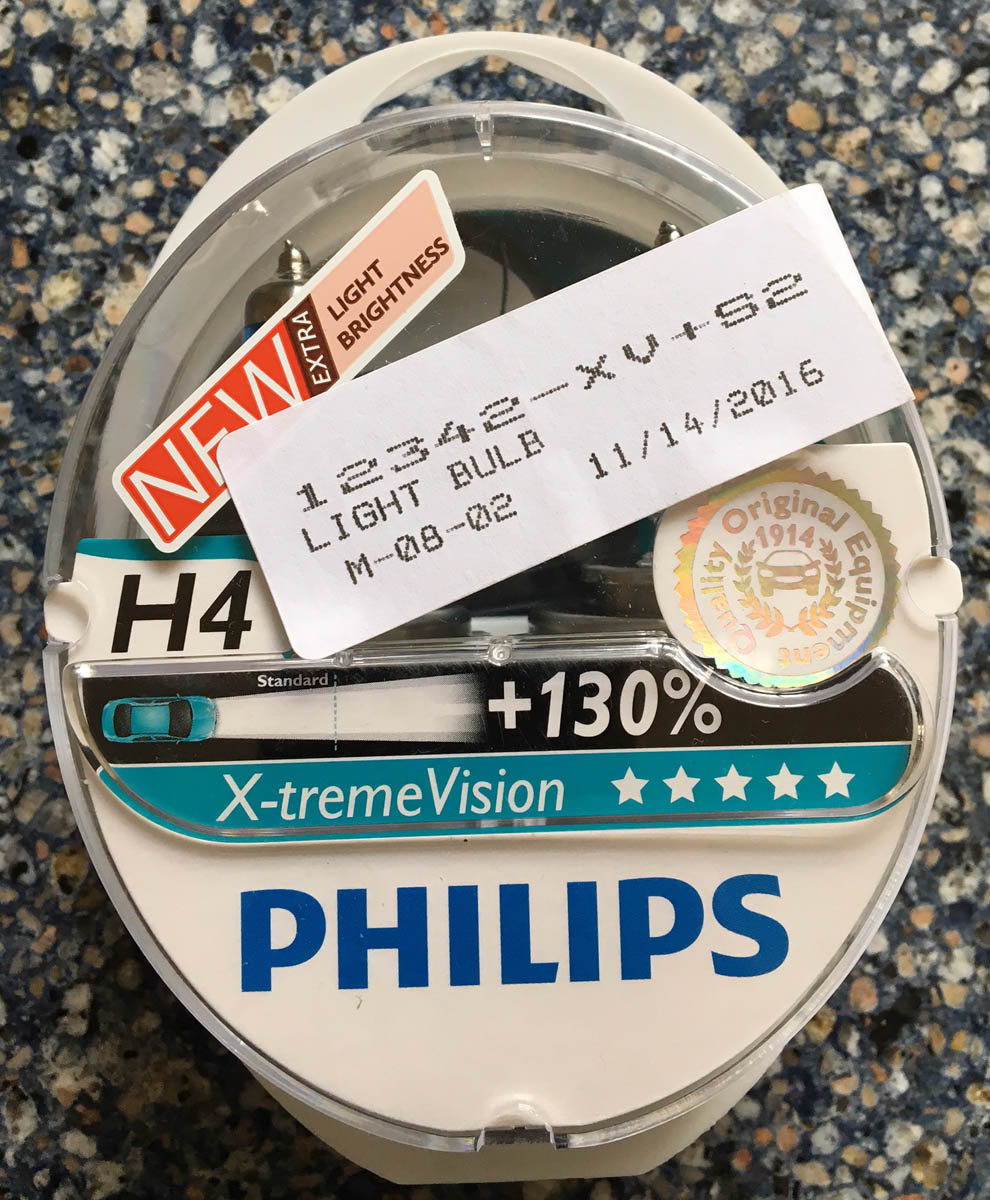 NEW
EXTRA
LIGHT
BRIGHTNESS
12342-XV+S2
LIGHT BULB
M-08-02 11/14/2016
H4
Quality Original Equipment
1914
Standard
+130%
X-tremeVision
PHILIPS